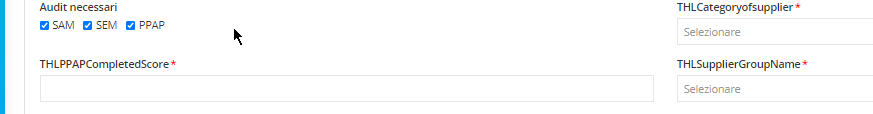 Audit necessari
SAM SEM PPAP
THLCategoryofsupplier*
Selezionare
THLPPAPCompletedScore*
THLSupplierGroupName*
Selezionare